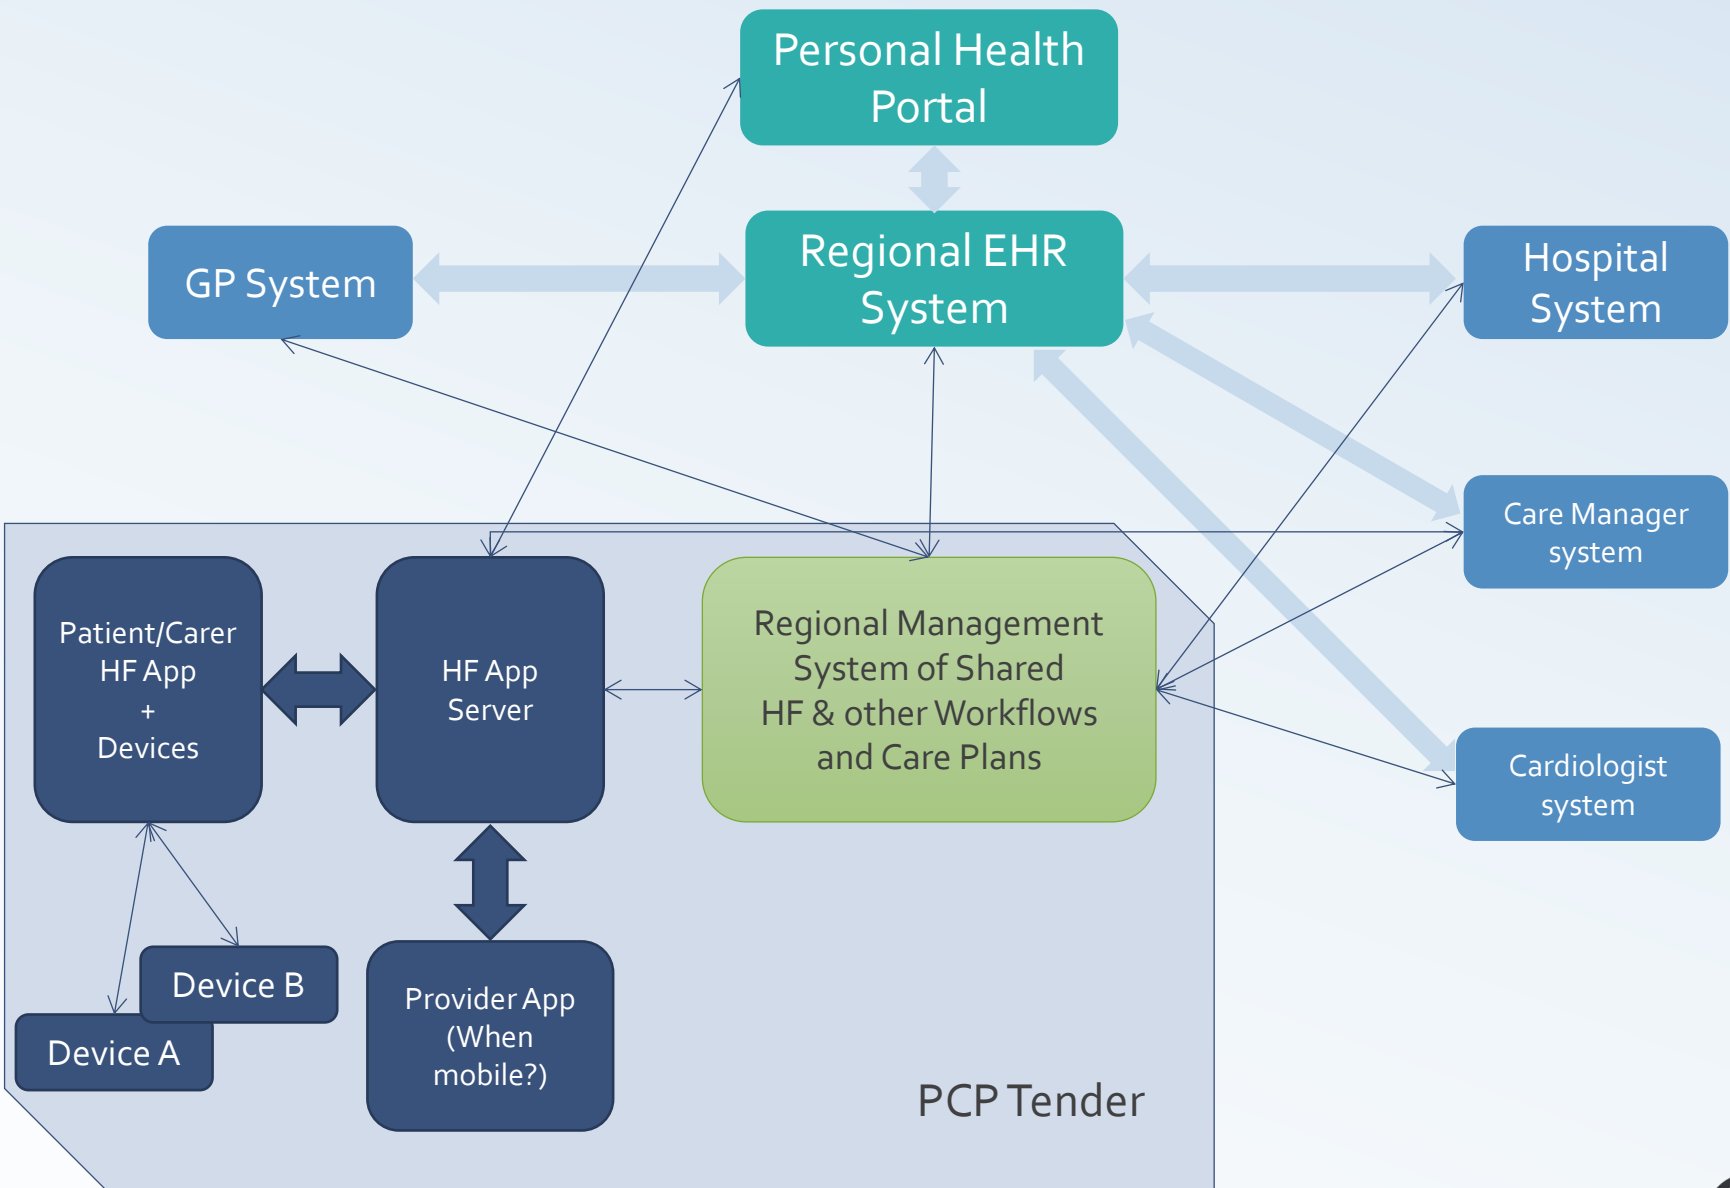 Personal Health
Portal
GP System
Regional EHR
System
Hospital
System
Care Manager
system
Patient/Carer
HF App
+
Devices
HF App
Server
Regional Management
System of Shared
HF & other Workflows
and Care Plans
Cardiologist
system
Device B
Device A
Provider App
(When
mobile?)
PCP Tender